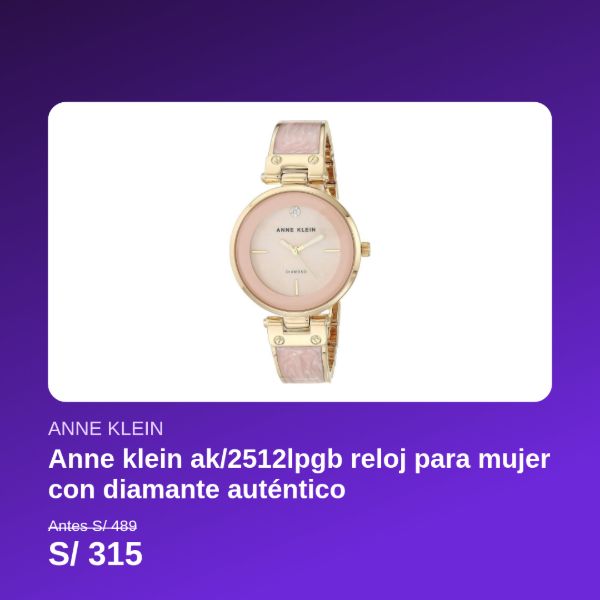 ANNE KLEIN
DIAMOND
ANNE KLEIN
Anne klein ak/2512lpgb reloj para mujer
con diamante auténtico
Antes S/ 489
S/ 315